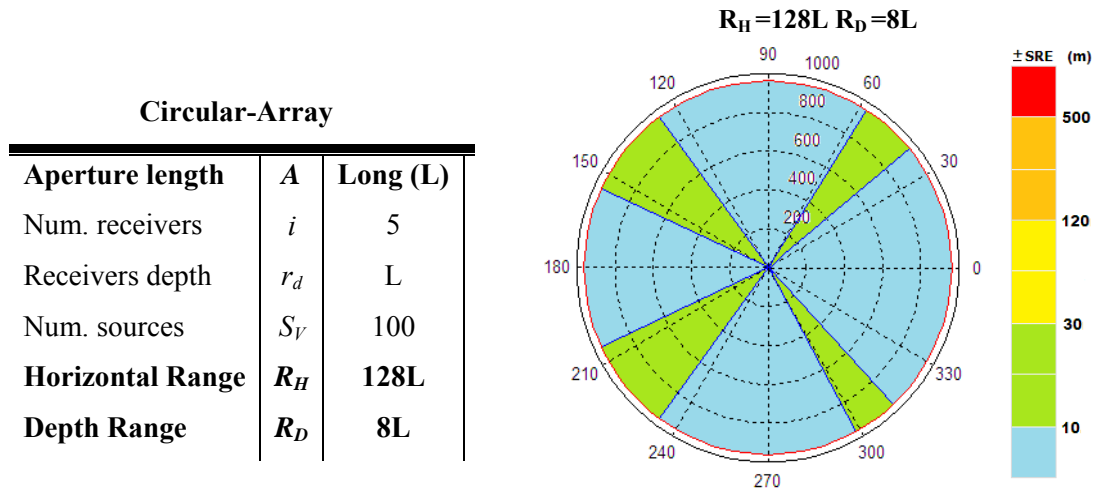 Circular-Array
Aperture length A Long (L)
Num. receivers i 5
Receivers depth r_d L
Num. sources S_V 100
Horizontal Range R_H 128L
Depth Range R_D 8L
R_H =128L R_D =8L
90
1000
120
60
800
600
150
30
400
200
180
0
210
330
240
300
270
± SRE (m)
500
120
30
10